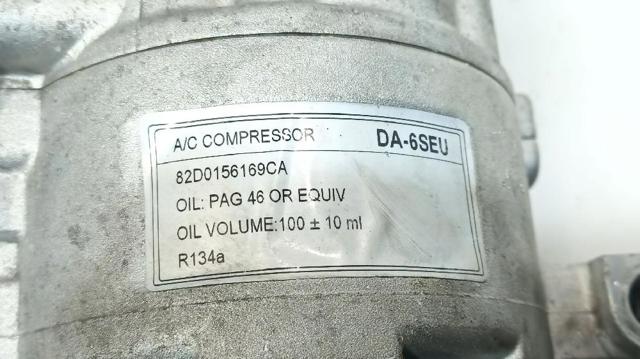 A/C COMPRESSOR DA-6SEU
82D0156169CA
OIL: PAG 46 OR EQUIV
OIL VOLUME:100 ± 10 ml
R134a